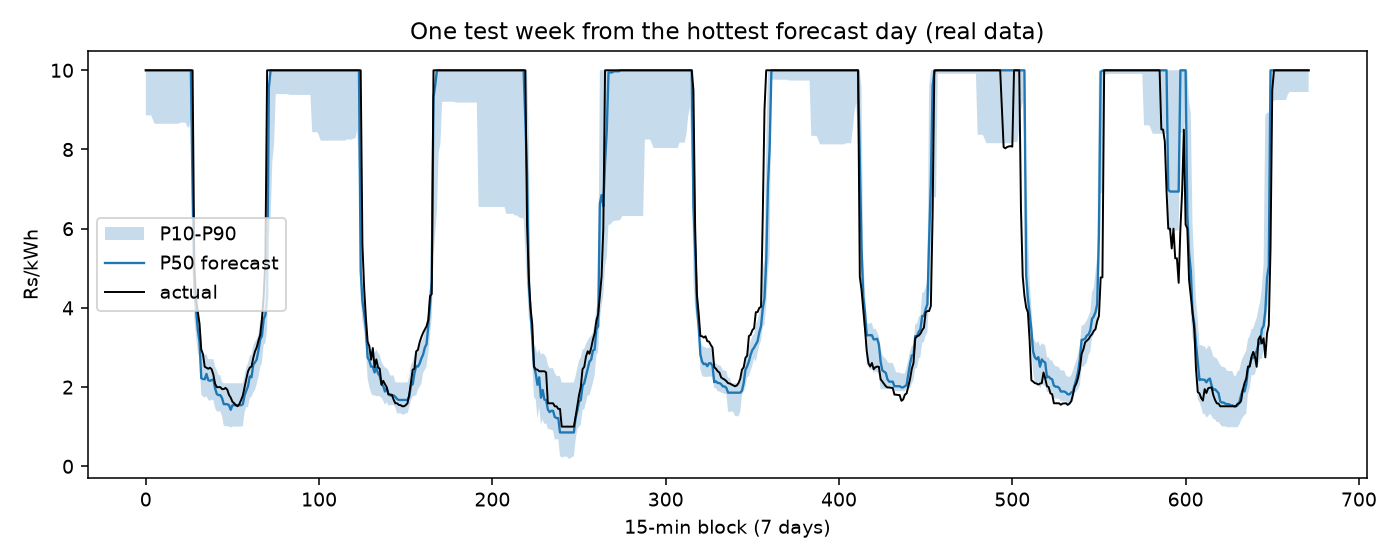 One test week from the hottest forecast day (real data)
10
8
6
4
2
0
Rs/kWh
P10-P90
P50 forecast
actual
0 100 200 300 400 500 600 700
15-min block (7 days)